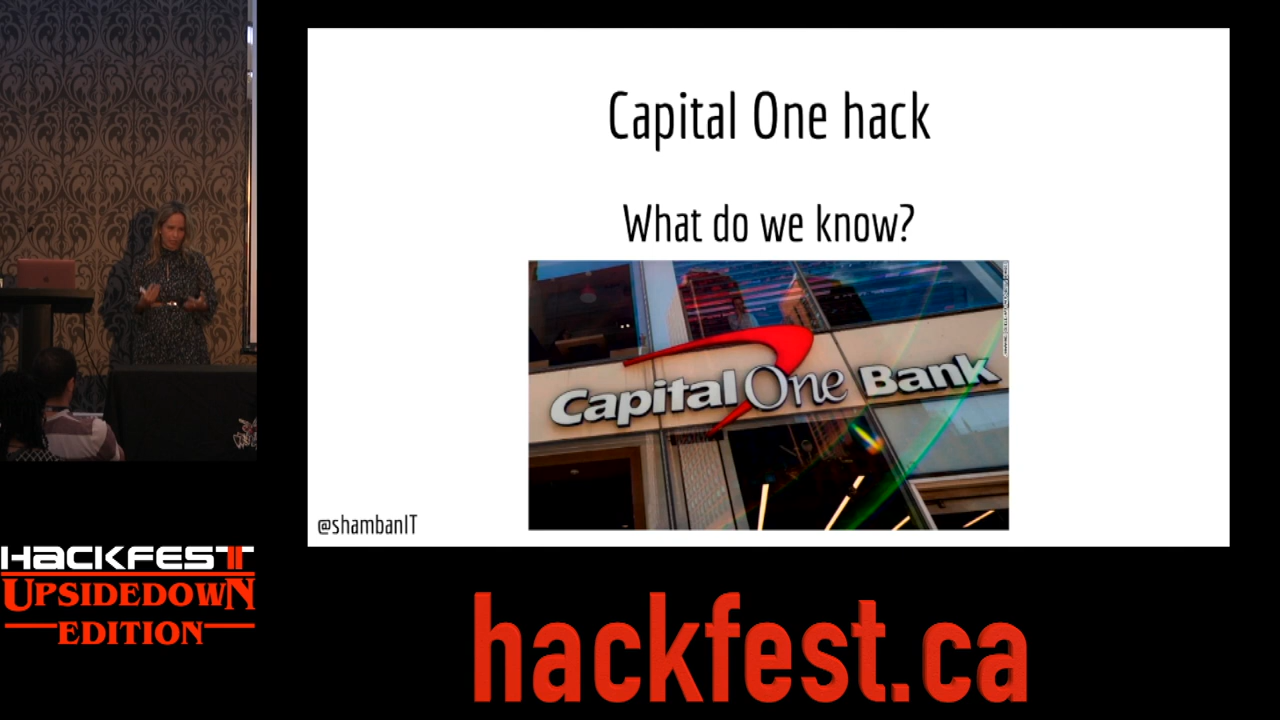 Capital One hack
What do we know?
Capital One Bank
@shambanIT
HACKFEST
UPSIDEDOWN
EDITION
hackfest.ca